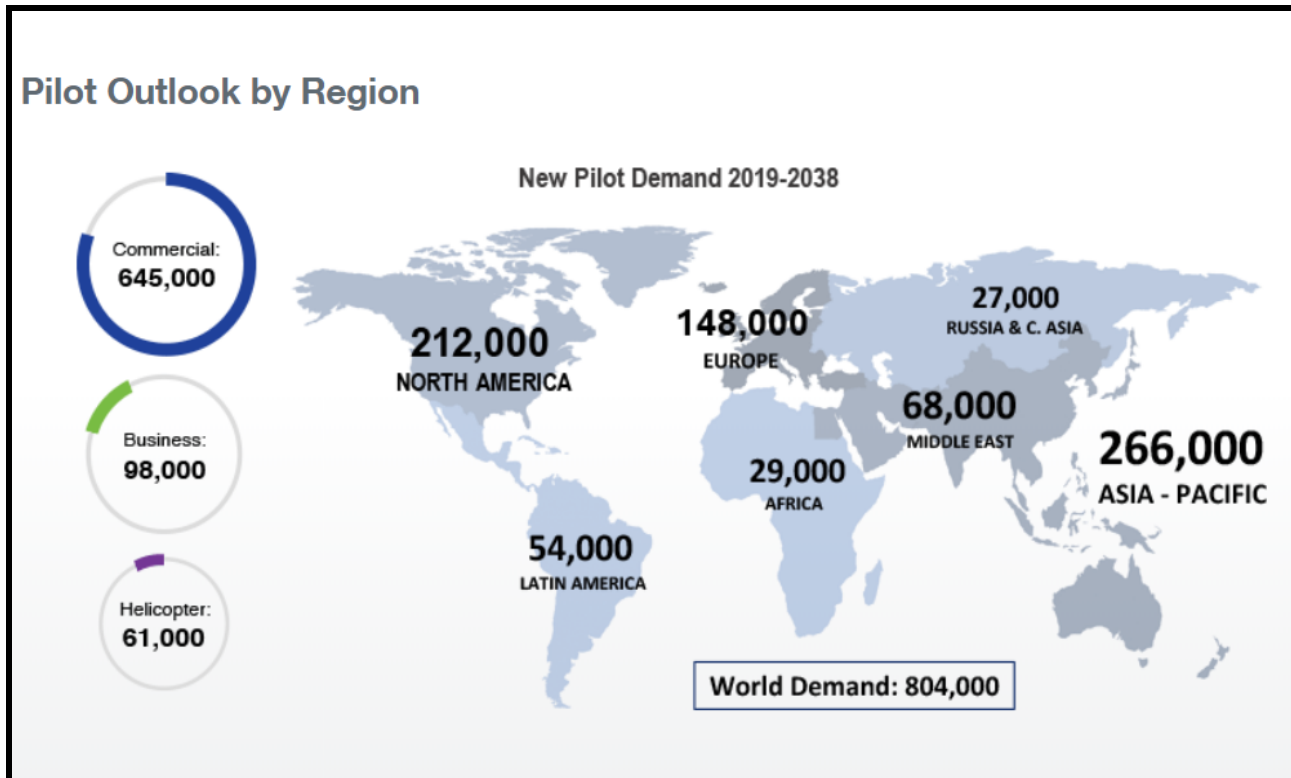 Pilot Outlook by Region
New Pilot Demand 2019-2038
Commercial:
645,000
Business:
98,000
Helicopter:
61,000
212,000
NORTH AMERICA
148,000
EUROPE
27,000
RUSSIA & C. ASIA
68,000
MIDDLE EAST
266,000
ASIA - PACIFIC
29,000
AFRICA
54,000
LATIN AMERICA
World Demand: 804,000